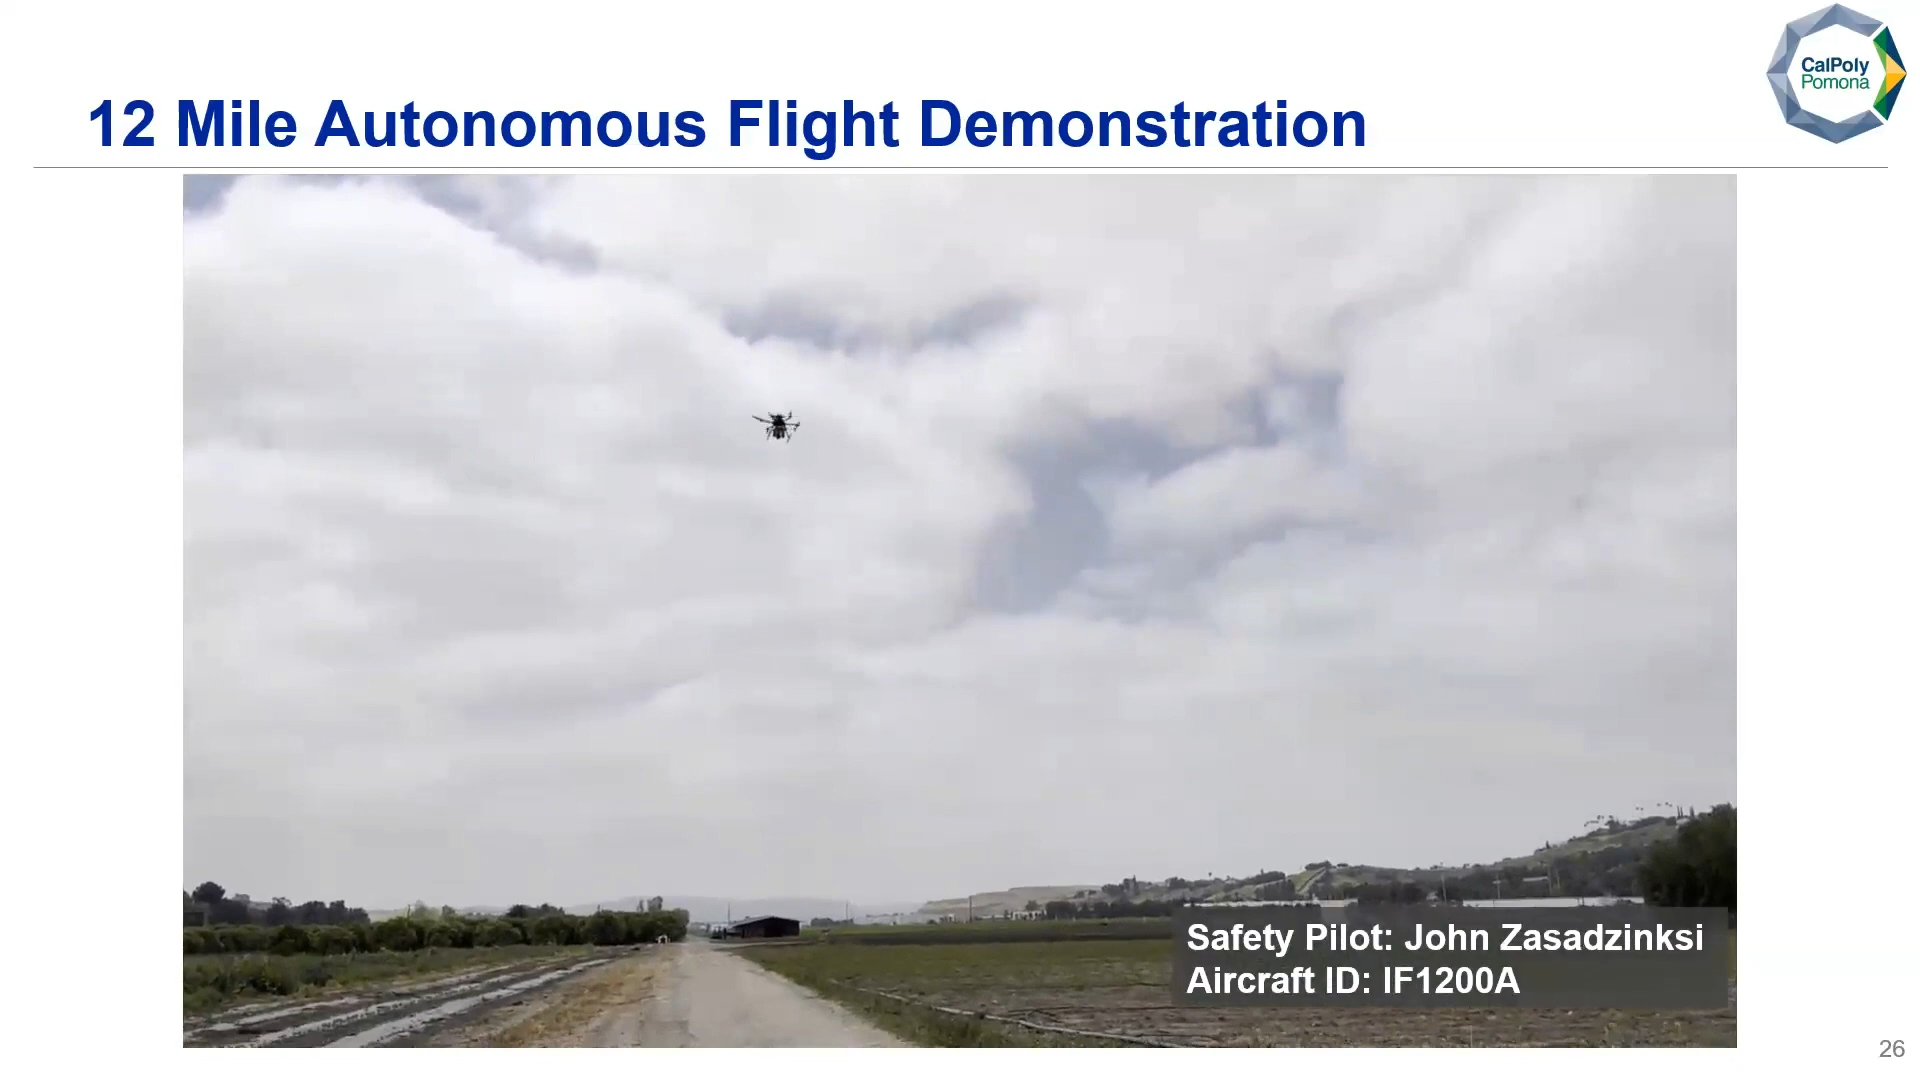 CalPoly
Pomona
12 Mile Autonomous Flight Demonstration
Safety Pilot: John Zasadzinksi
Aircraft ID: IF1200A
26